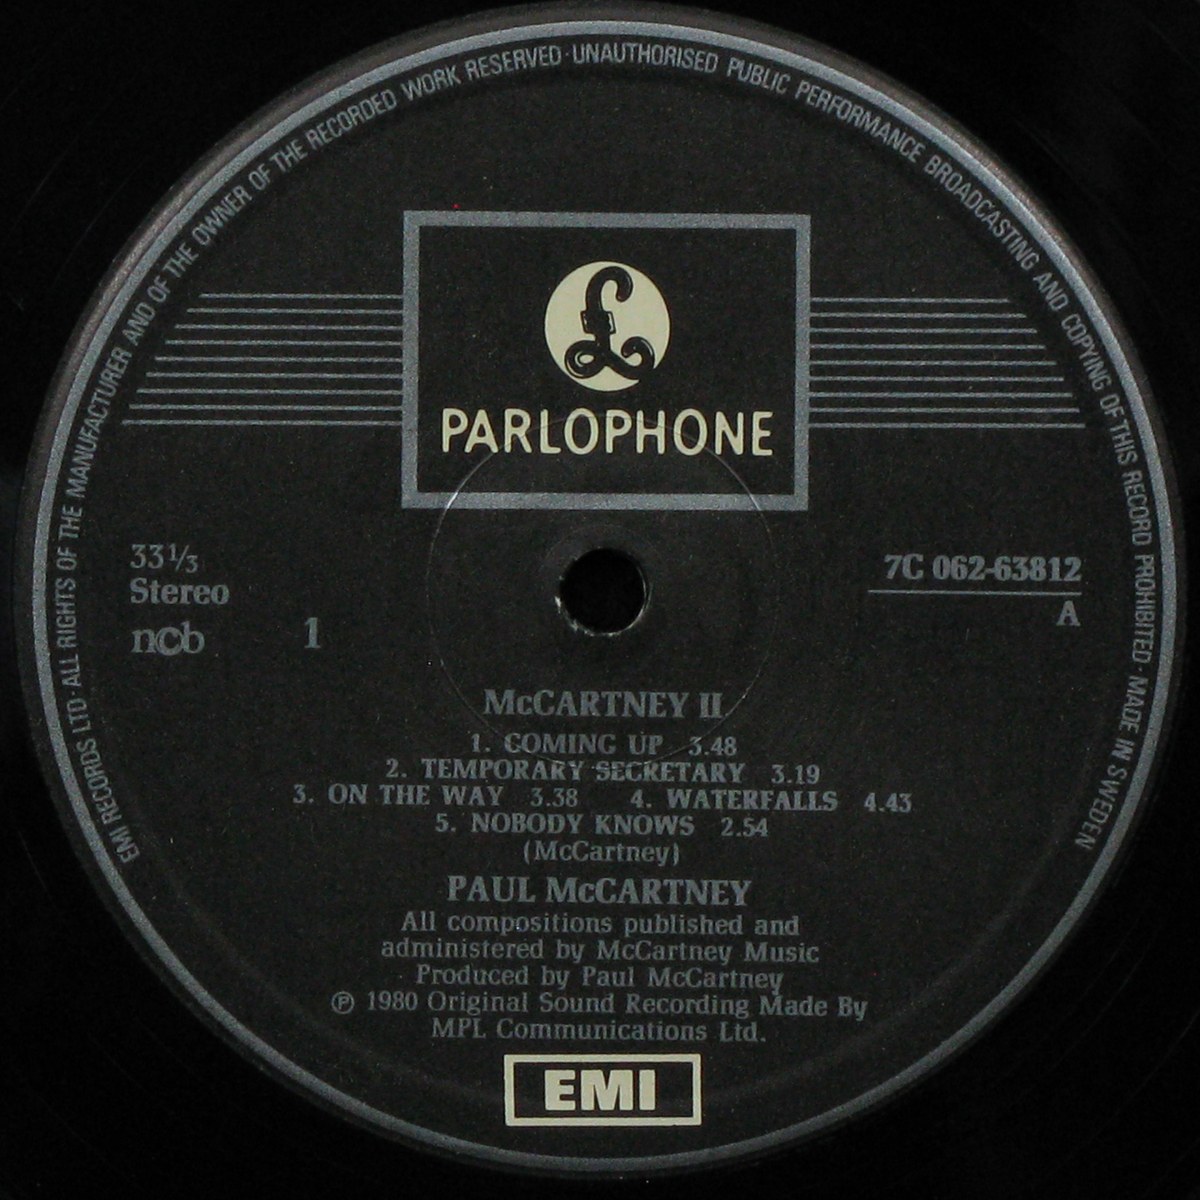 EMI RECORDS LTD · ALL RIGHTS OF THE MANUFACTURER AND OF THE OWNER OF THE RECORDED WORK RESERVED · UNAUTHORISED PUBLIC PERFORMANCE BROADCASTING AND COPYING OF THIS RECORD PROHIBITED · MADE IN SWEDEN
£
PARLOPHONE
33⅓
Stereo
ncb
1
7C 062-63812
A
McCARTNEY II
1. COMING UP 3.48
2. TEMPORARY SECRETARY 3.19
3. ON THE WAY 3.38 4. WATERFALLS 4.43
5. NOBODY KNOWS 2.54
(McCartney)
PAUL McCARTNEY
All compositions published and
administered by McCartney Music
Produced by Paul McCartney
℗ 1980 Original Sound Recording Made By
MPL Communications Ltd.
EMI